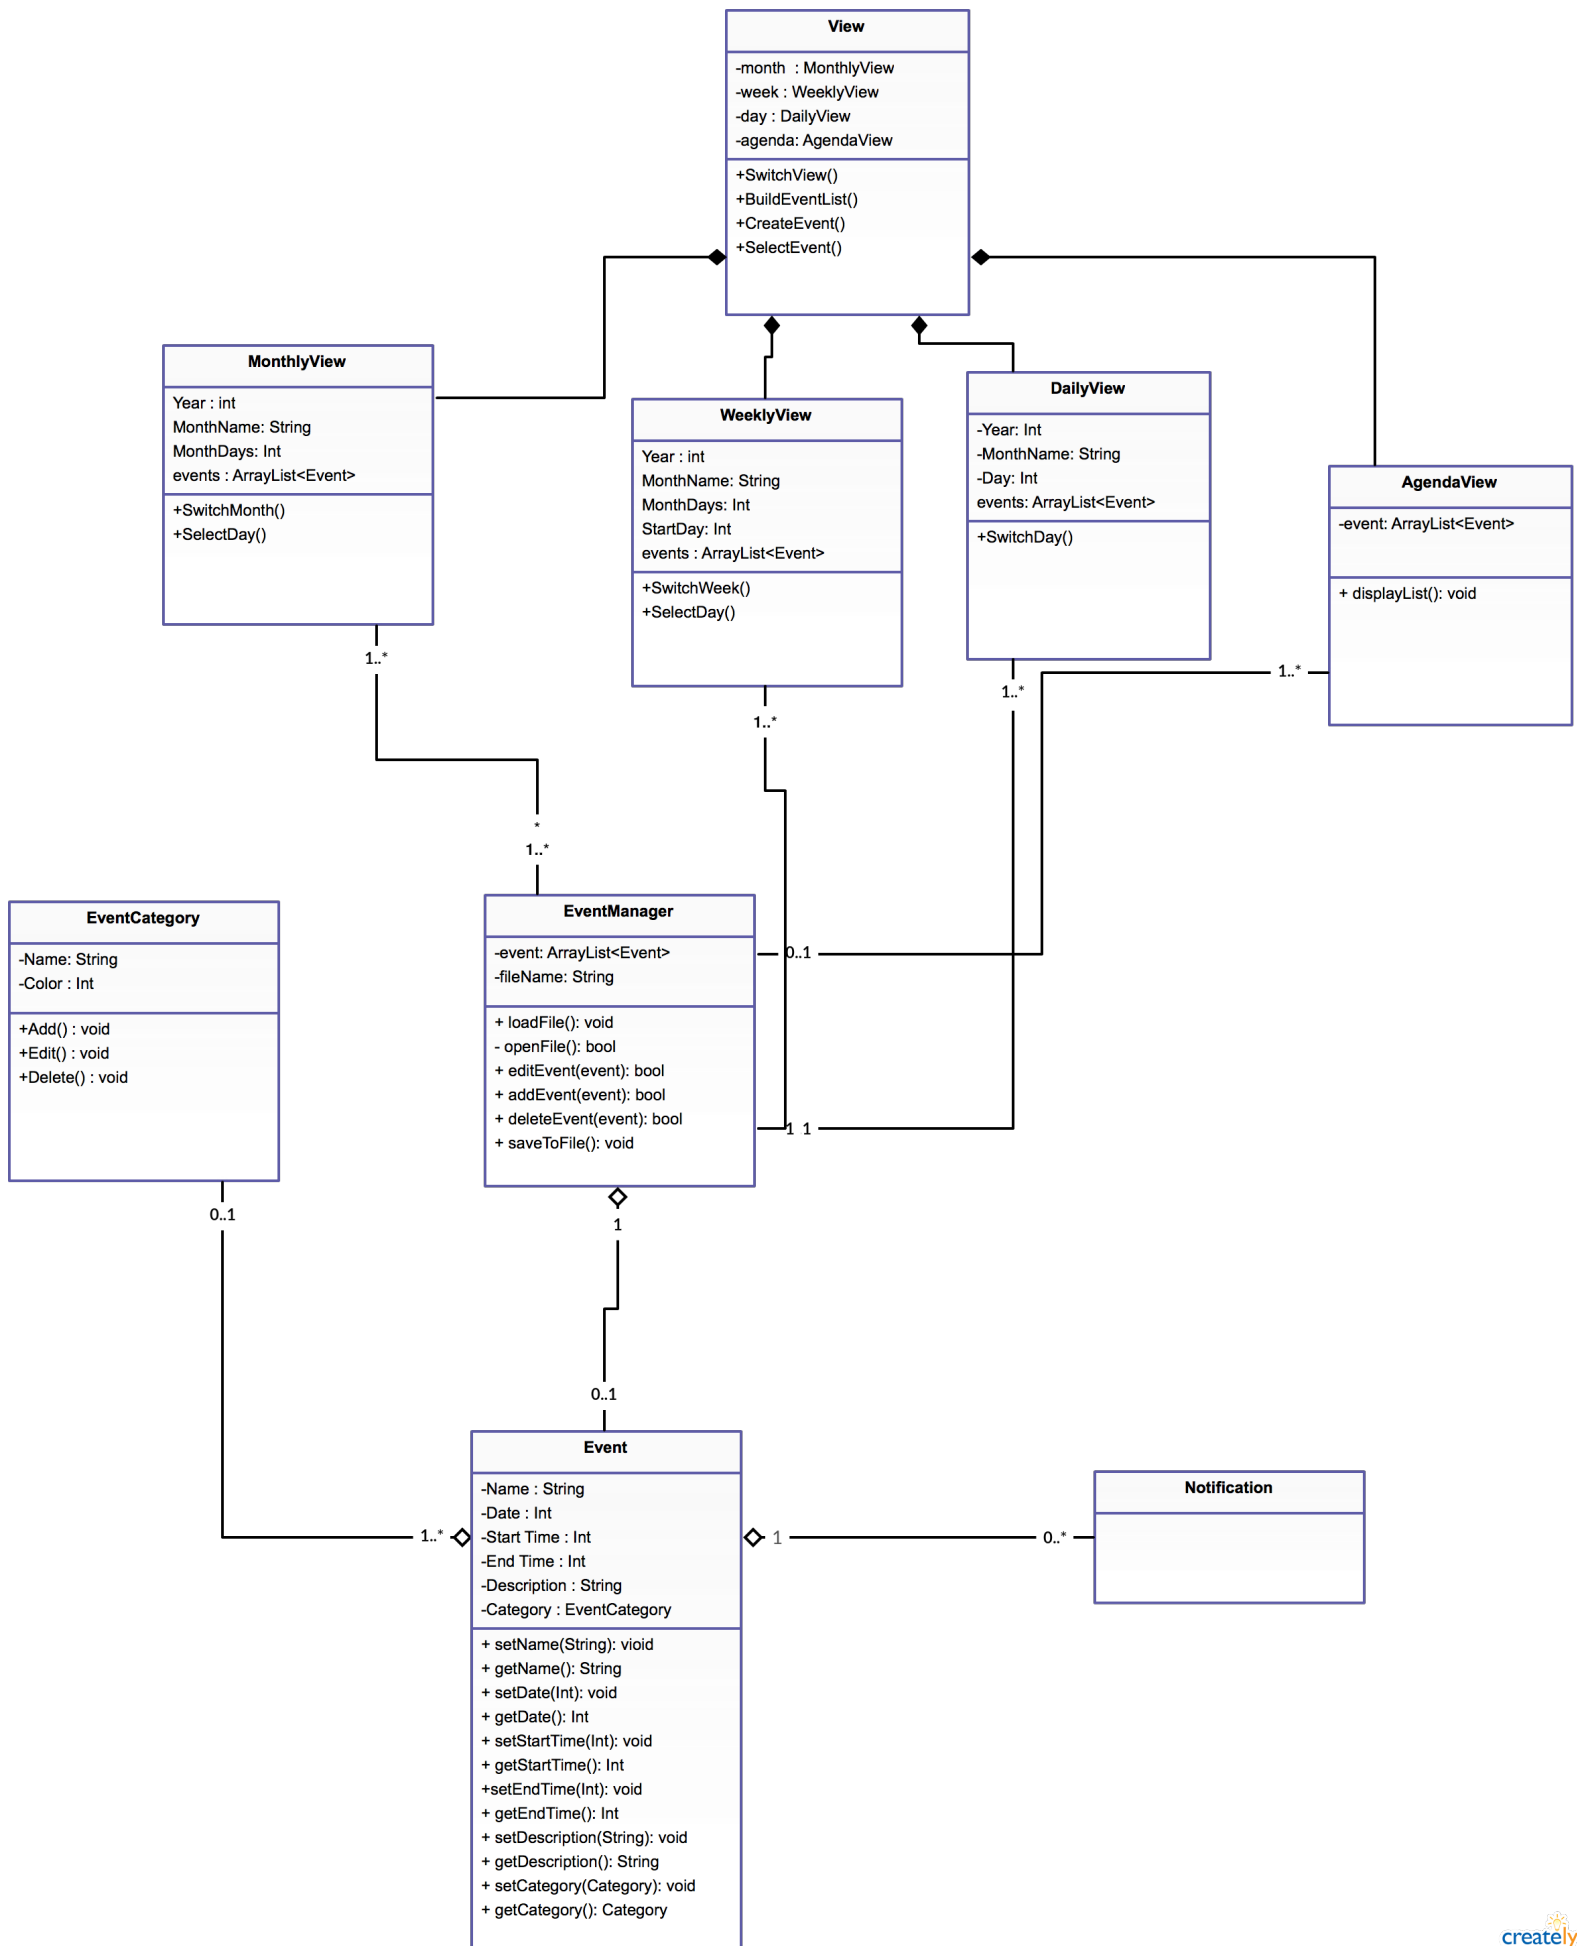 View
-month  : MonthlyView
-week : WeeklyView
-day : DailyView
-agenda: AgendaView
+SwitchView()
+BuildEventList()
+CreateEvent()
+SelectEvent()
MonthlyView
Year : int
MonthName: String
MonthDays: Int
events : ArrayList<Event>
+SwitchMonth()
+SelectDay()
1..*
WeeklyView
Year : int
MonthName: String
MonthDays: Int
StartDay: Int
events : ArrayList<Event>
+SwitchWeek()
+SelectDay()
1..*
DailyView
-Year: Int
-MonthName: String
-Day: Int
events: ArrayList<Event>
+SwitchDay()
1..*
AgendaView
-event: ArrayList<Event>
+ displayList(): void
1..*
*
1..*
EventCategory
-Name: String
-Color : Int
+Add() : void
+Edit() : void
+Delete() : void
0..1
EventManager
-event: ArrayList<Event>
-fileName: String
+ loadFile(): void
- openFile(): bool
+ editEvent(event): bool
+ addEvent(event): bool
+ deleteEvent(event): bool
+ saveToFile(): void
0..1
1 1
1
0..1
Event
-Name : String
-Date : Int
-Start Time : Int
-End Time : Int
-Description : String
-Category : EventCategory
+ setName(String): vioid
+ getName(): String
+ setDate(Int): void
+ getDate(): Int
+ setStartTime(Int): void
+ getStartTime(): Int
+setEndTime(Int): void
+ getEndTime(): Int
+ setDescription(String): void
+ getDescription(): String
+ setCategory(Category): void
+ getCategory(): Category
1..*
1
0..*
Notification
creately